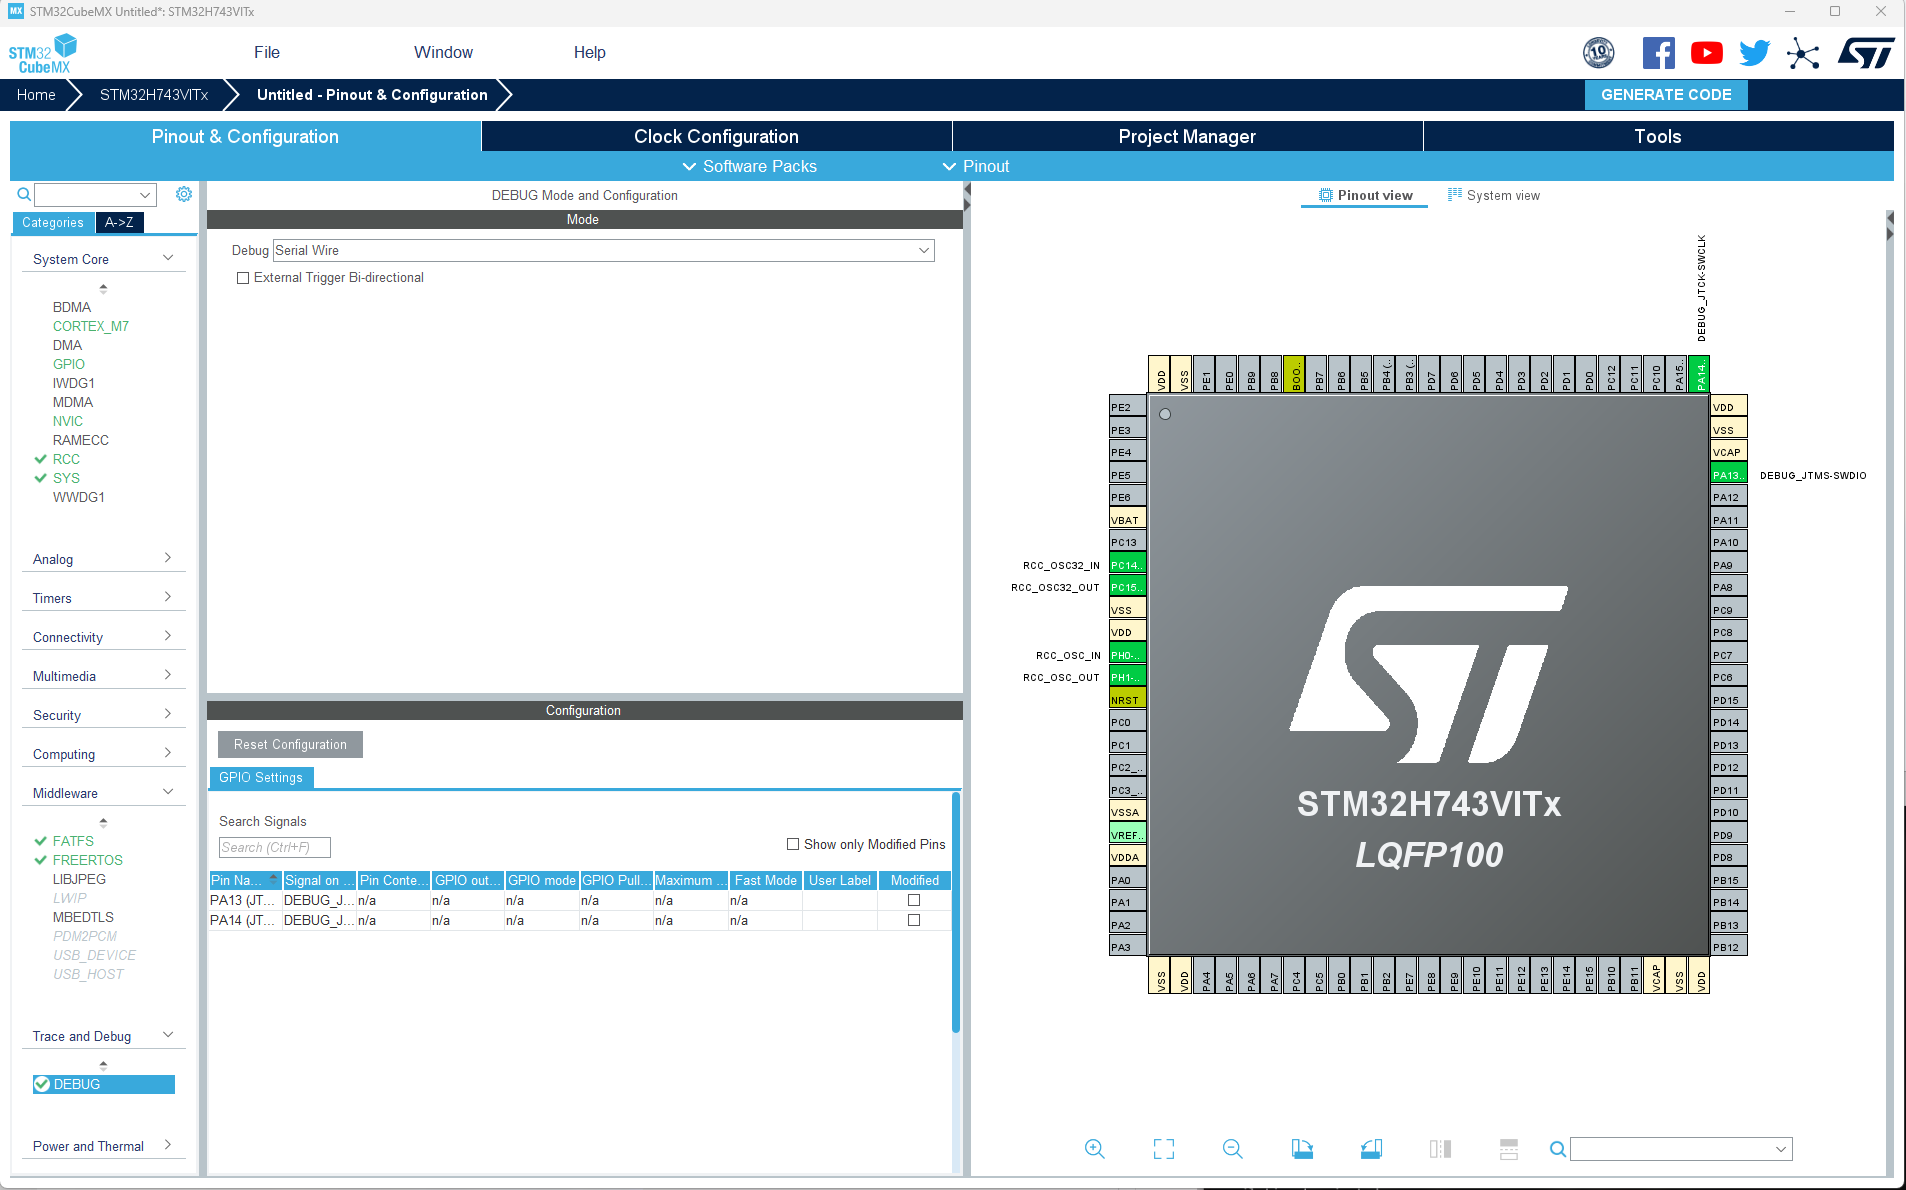 MX STM32CubeMX Untitled*: STM32H743VITx
STM32 CubeMX
File Window Help
10
Home STM32H743VITx Untitled - Pinout & Configuration GENERATE CODE
Pinout & Configuration Clock Configuration Project Manager Tools
Software Packs Pinout
Categories A->Z
System Core
BDMA
CORTEX_M7
DMA
GPIO
IWDG1
MDMA
NVIC
RAMECC
RCC
SYS
WWDG1
Analog
Timers
Connectivity
Multimedia
Security
Computing
Middleware
FATFS
FREERTOS
LIBJPEG
LWIP
MBEDTLS
PDM2PCM
USB_DEVICE
USB_HOST
Trace and Debug
DEBUG
Power and Thermal
DEBUG Mode and Configuration
Mode
Debug Serial Wire
External Trigger Bi-directional
Configuration
Reset Configuration
GPIO Settings
Search Signals
Search (Ctrl+F) Show only Modified Pins
Pin Na... Signal on ... Pin Conte... GPIO out... GPIO mode GPIO Pull... Maximum ... Fast Mode User Label Modified
PA13 (JT... DEBUG_J... n/a n/a n/a n/a n/a n/a
PA14 (JT... DEBUG_J... n/a n/a n/a n/a n/a n/a
Pinout view System view
DEBUG_JTCK-SWCLK
VDD VSS PE1 PE0 PB9 PB8 BOO.. PB7 PB6 PB5 PB4 (.. PB3 (.. PD7 PD6 PD5 PD4 PD3 PD2 PD1 PD0 PC12 PC11 PC10 PA15.. PA14..
PE2
PE3
PE4
PE5
PE6
VBAT
PC13
RCC_OSC32_IN PC14..
RCC_OSC32_OUT PC15..
VSS
VDD
RCC_OSC_IN PH0-..
RCC_OSC_OUT PH1-..
NRST
PC0
PC1
PC2_..
PC3_..
VSSA
VREF..
VDDA
PA0
PA1
PA2
PA3
ST
STM32H743VITx
LQFP100
VDD
VSS
VCAP
PA13.. DEBUG_JTMS-SWDIO
PA12
PA11
PA10
PA9
PA8
PC9
PC8
PC7
PC6
PD15
PD14
PD13
PD12
PD11
PD10
PD9
PD8
PB15
PB14
PB13
PB12
VSS VDD PA4 PA5 PA6 PA7 PC4 PC5 PB0 PB1 PB2 PE7 PE8 PE9 PE10 PE11 PE12 PE13 PE14 PE15 PB10 PB11 VCAP VSS VDD